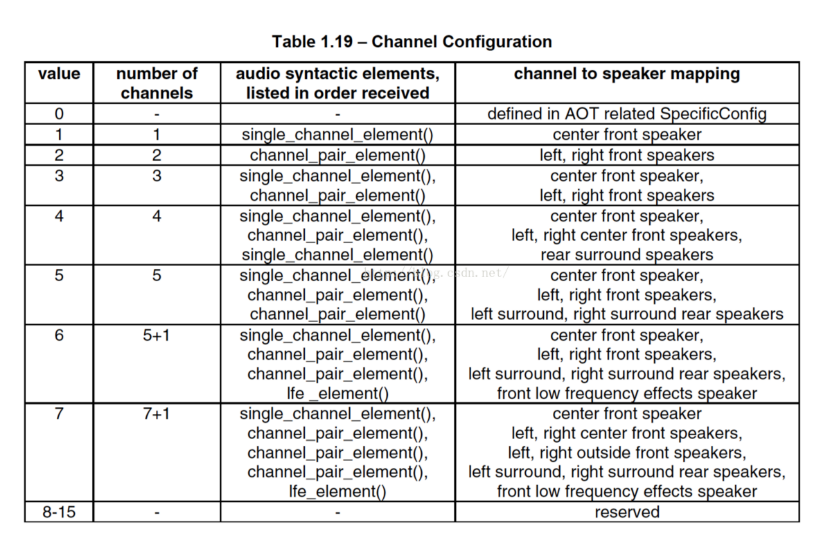 Table 1.19 – Channel Configuration
value number of channels audio syntactic elements, listed in order received channel to speaker mapping
0 - - defined in AOT related SpecificConfig
1 1 single_channel_element() center front speaker
2 2 channel_pair_element() left, right front speakers
3 3 single_channel_element(), center front speaker,
channel_pair_element() left, right front speakers
4 4 single_channel_element(), center front speaker,
channel_pair_element(), left, right center front speakers,
single_channel_element() rear surround speakers
5 5 single_channel_element(), center front speaker,
channel_pair_element(), left, right front speakers,
channel_pair_element() left surround, right surround rear speakers
6 5+1 single_channel_element(), center front speaker,
channel_pair_element(), left, right front speakers,
channel_pair_element(), left surround, right surround rear speakers,
lfe _element() front low frequency effects speaker
7 7+1 single_channel_element(), center front speaker
channel_pair_element(), left, right center front speakers,
channel_pair_element(), left, right outside front speakers,
channel_pair_element(), left surround, right surround rear speakers,
lfe_element() front low frequency effects speaker
8-15 - - reserved